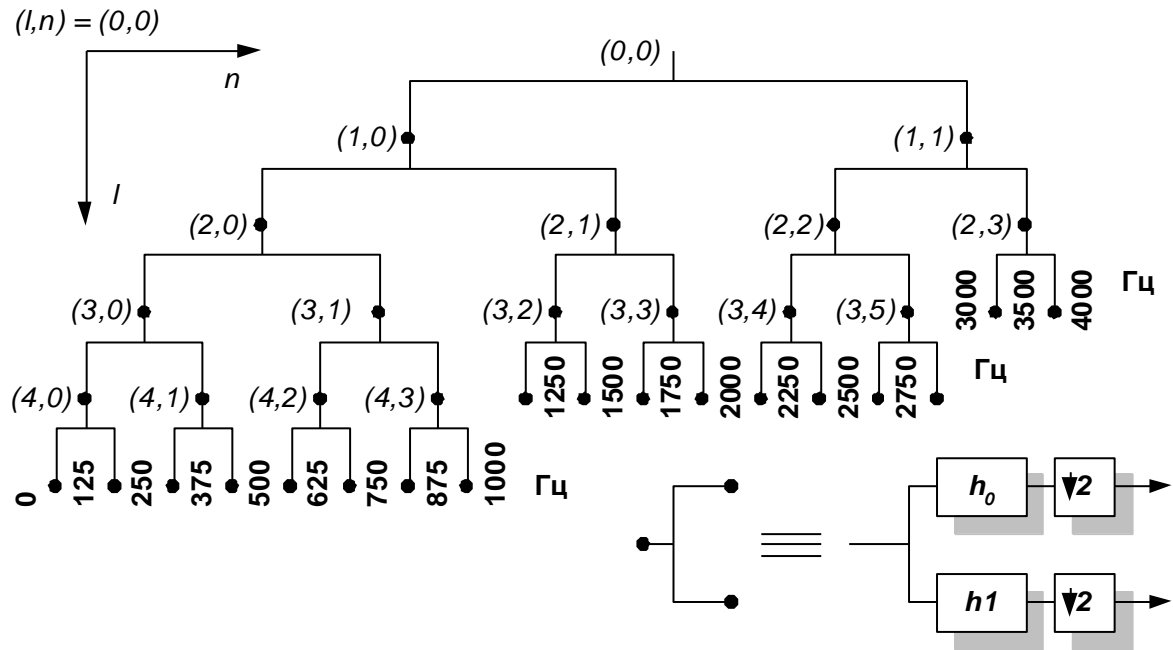 (l,n) = (0,0)
(0,0)
n
(1,0)
(1,1)
l
(2,0)
(2,1)
(2,2)
(2,3)
3000 3500 4000 Гц
(3,0)
(3,1)
(3,2)
(3,3)
(3,4)
(3,5)
1250 1500 1750 2000 2250 2500 2750 Гц
(4,0)
(4,1)
(4,2)
(4,3)
0 125 250 375 500 625 750 875 1000 Гц
h₀
2
h1
2